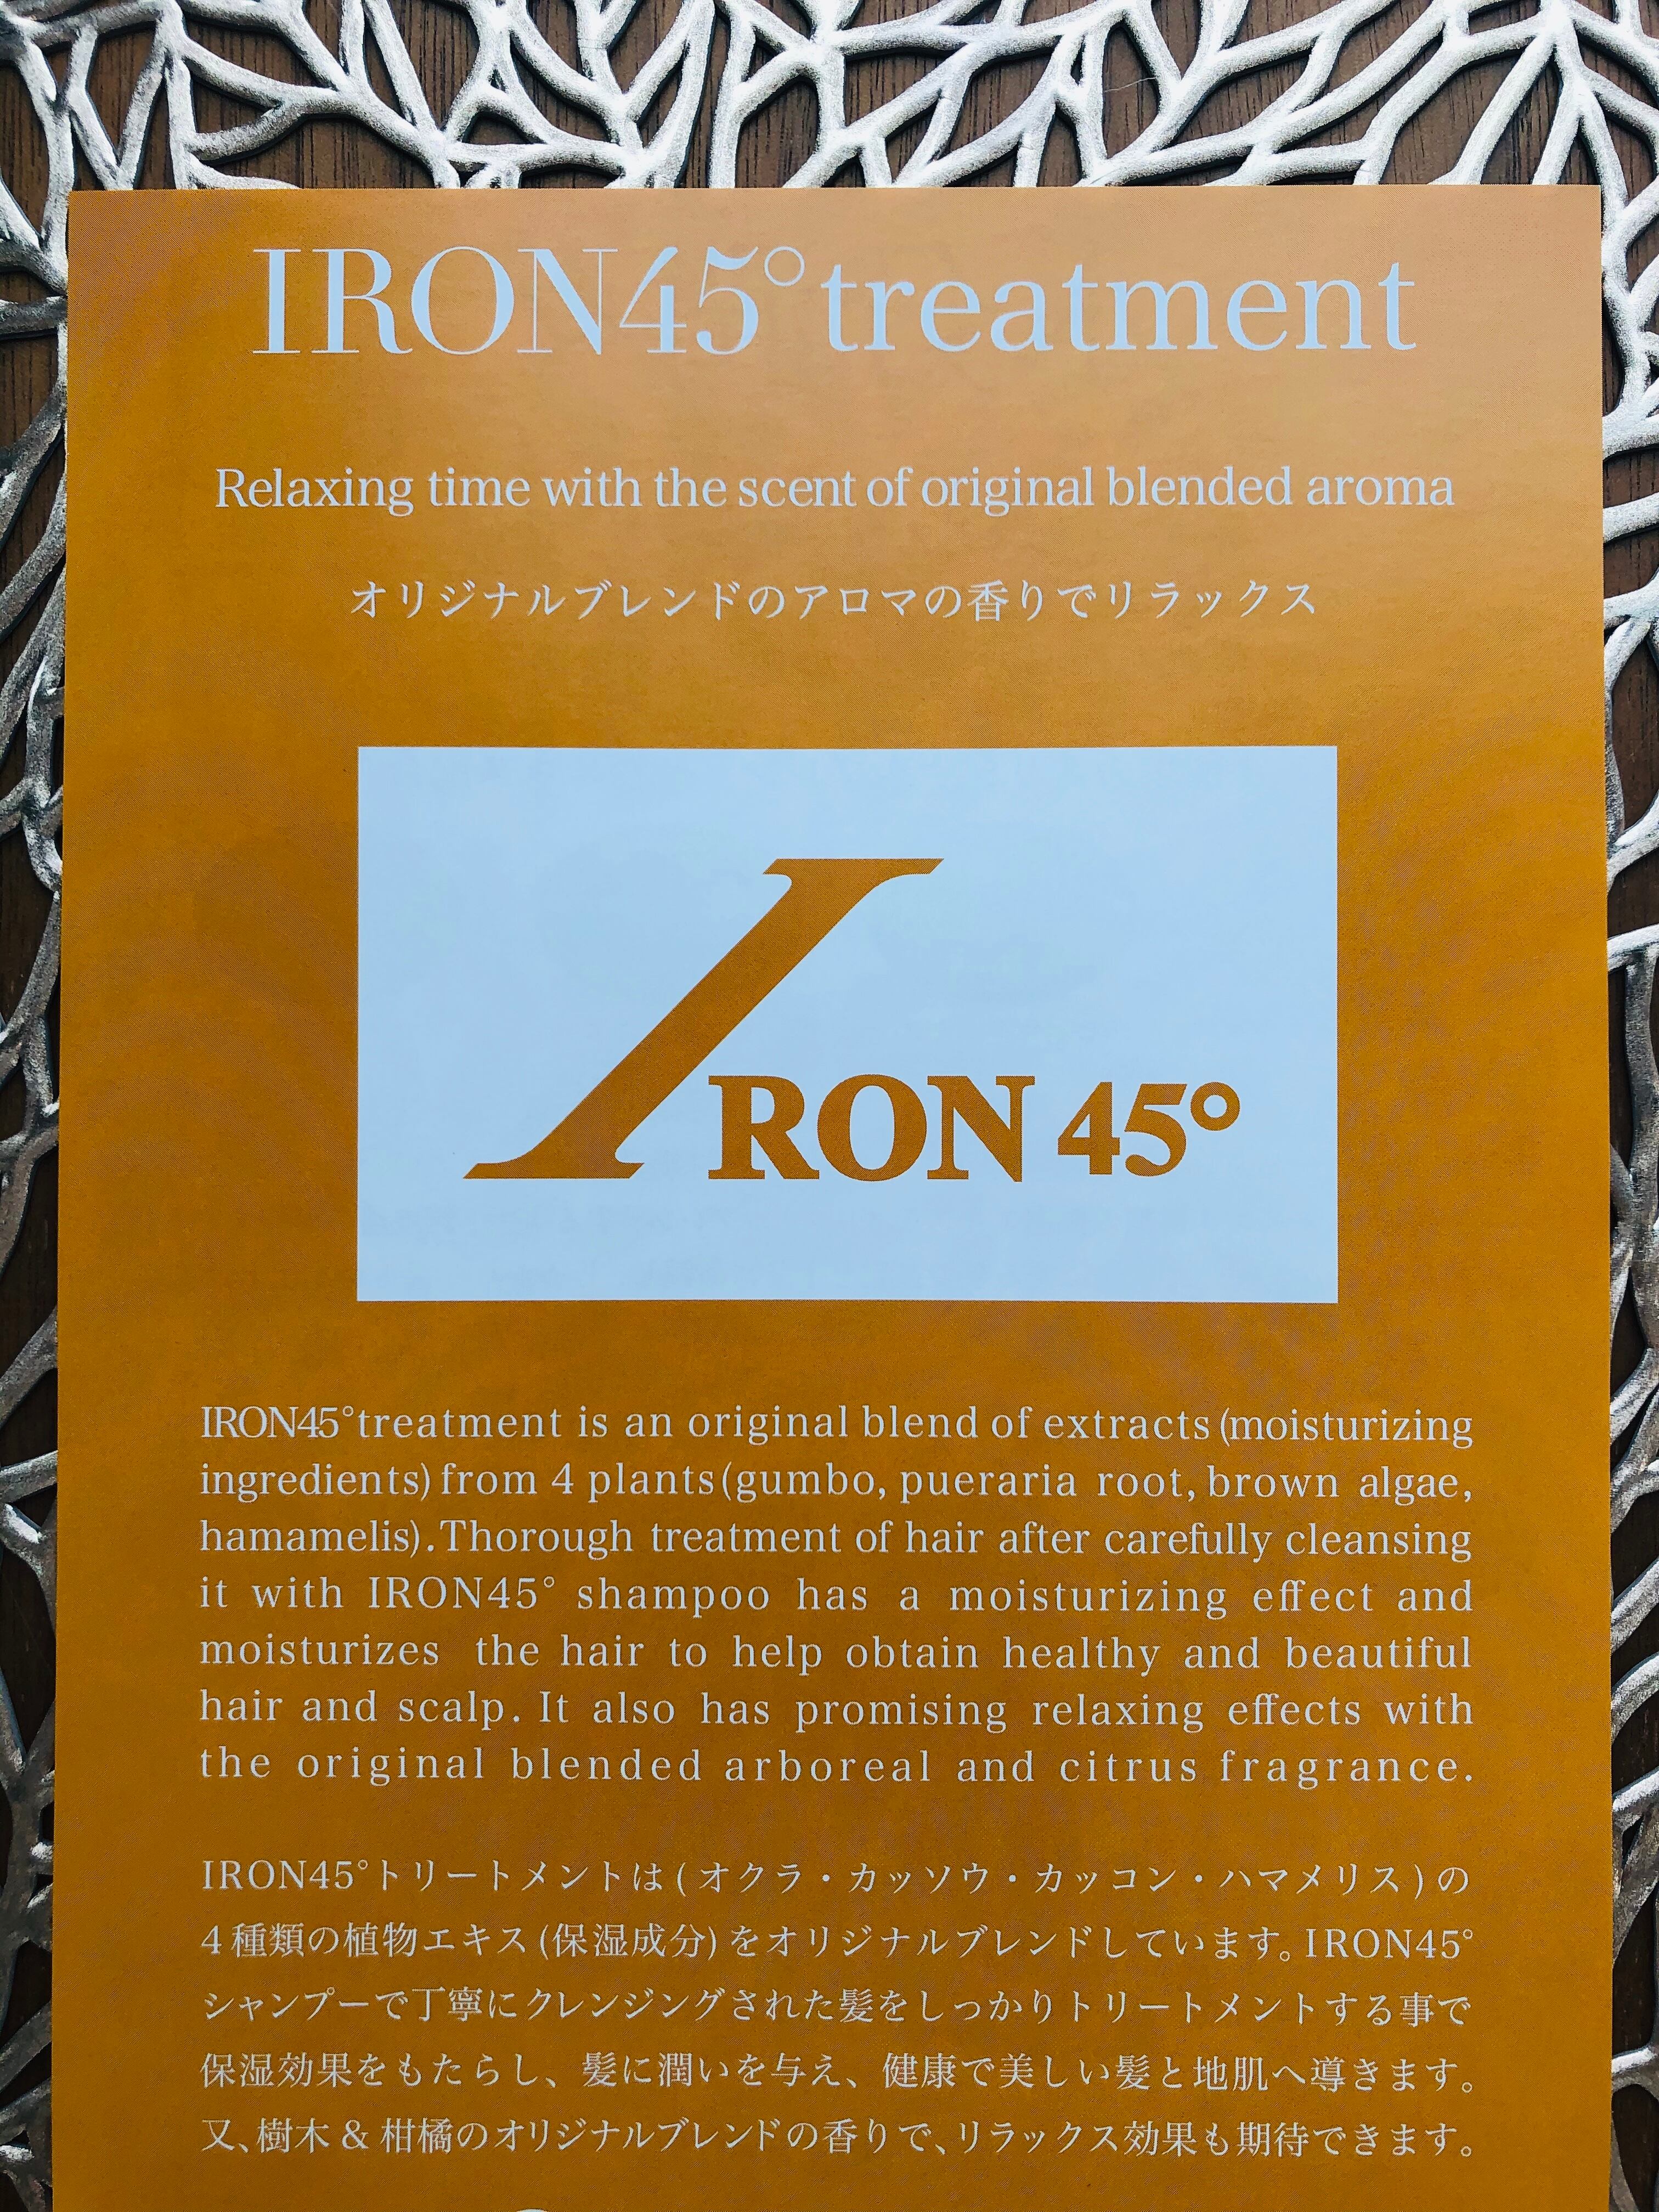 IRON45°treatment
Relaxing time with the scent of original blended aroma
オリジナルブレンドのアロマの香りでリラックス
IRON 45°
IRON45°treatment is an original blend of extracts (moisturizing
ingredients) from 4 plants (gumbo, pueraria root, brown algae,
hamamelis). Thorough treatment of hair after carefully cleansing
it with IRON45° shampoo has a moisturizing effect and
moisturizes the hair to help obtain healthy and beautiful
hair and scalp. It also has promising relaxing effects with
the original blended arboreal and citrus fragrance.
IRON45°トリートメントは(オクラ・カッソウ・カッコン・ハマメリス)の
4種類の植物エキス(保湿成分)をオリジナルブレンドしています。IRON45°
シャンプーで丁寧にクレンジングされた髪をしっかりトリートメントする事で
保湿効果をもたらし、髪に潤いを与え、健康で美しい髪と地肌へ導きます。
又、樹木&柑橘のオリジナルブレンドの香りで、リラックス効果も期待できます。